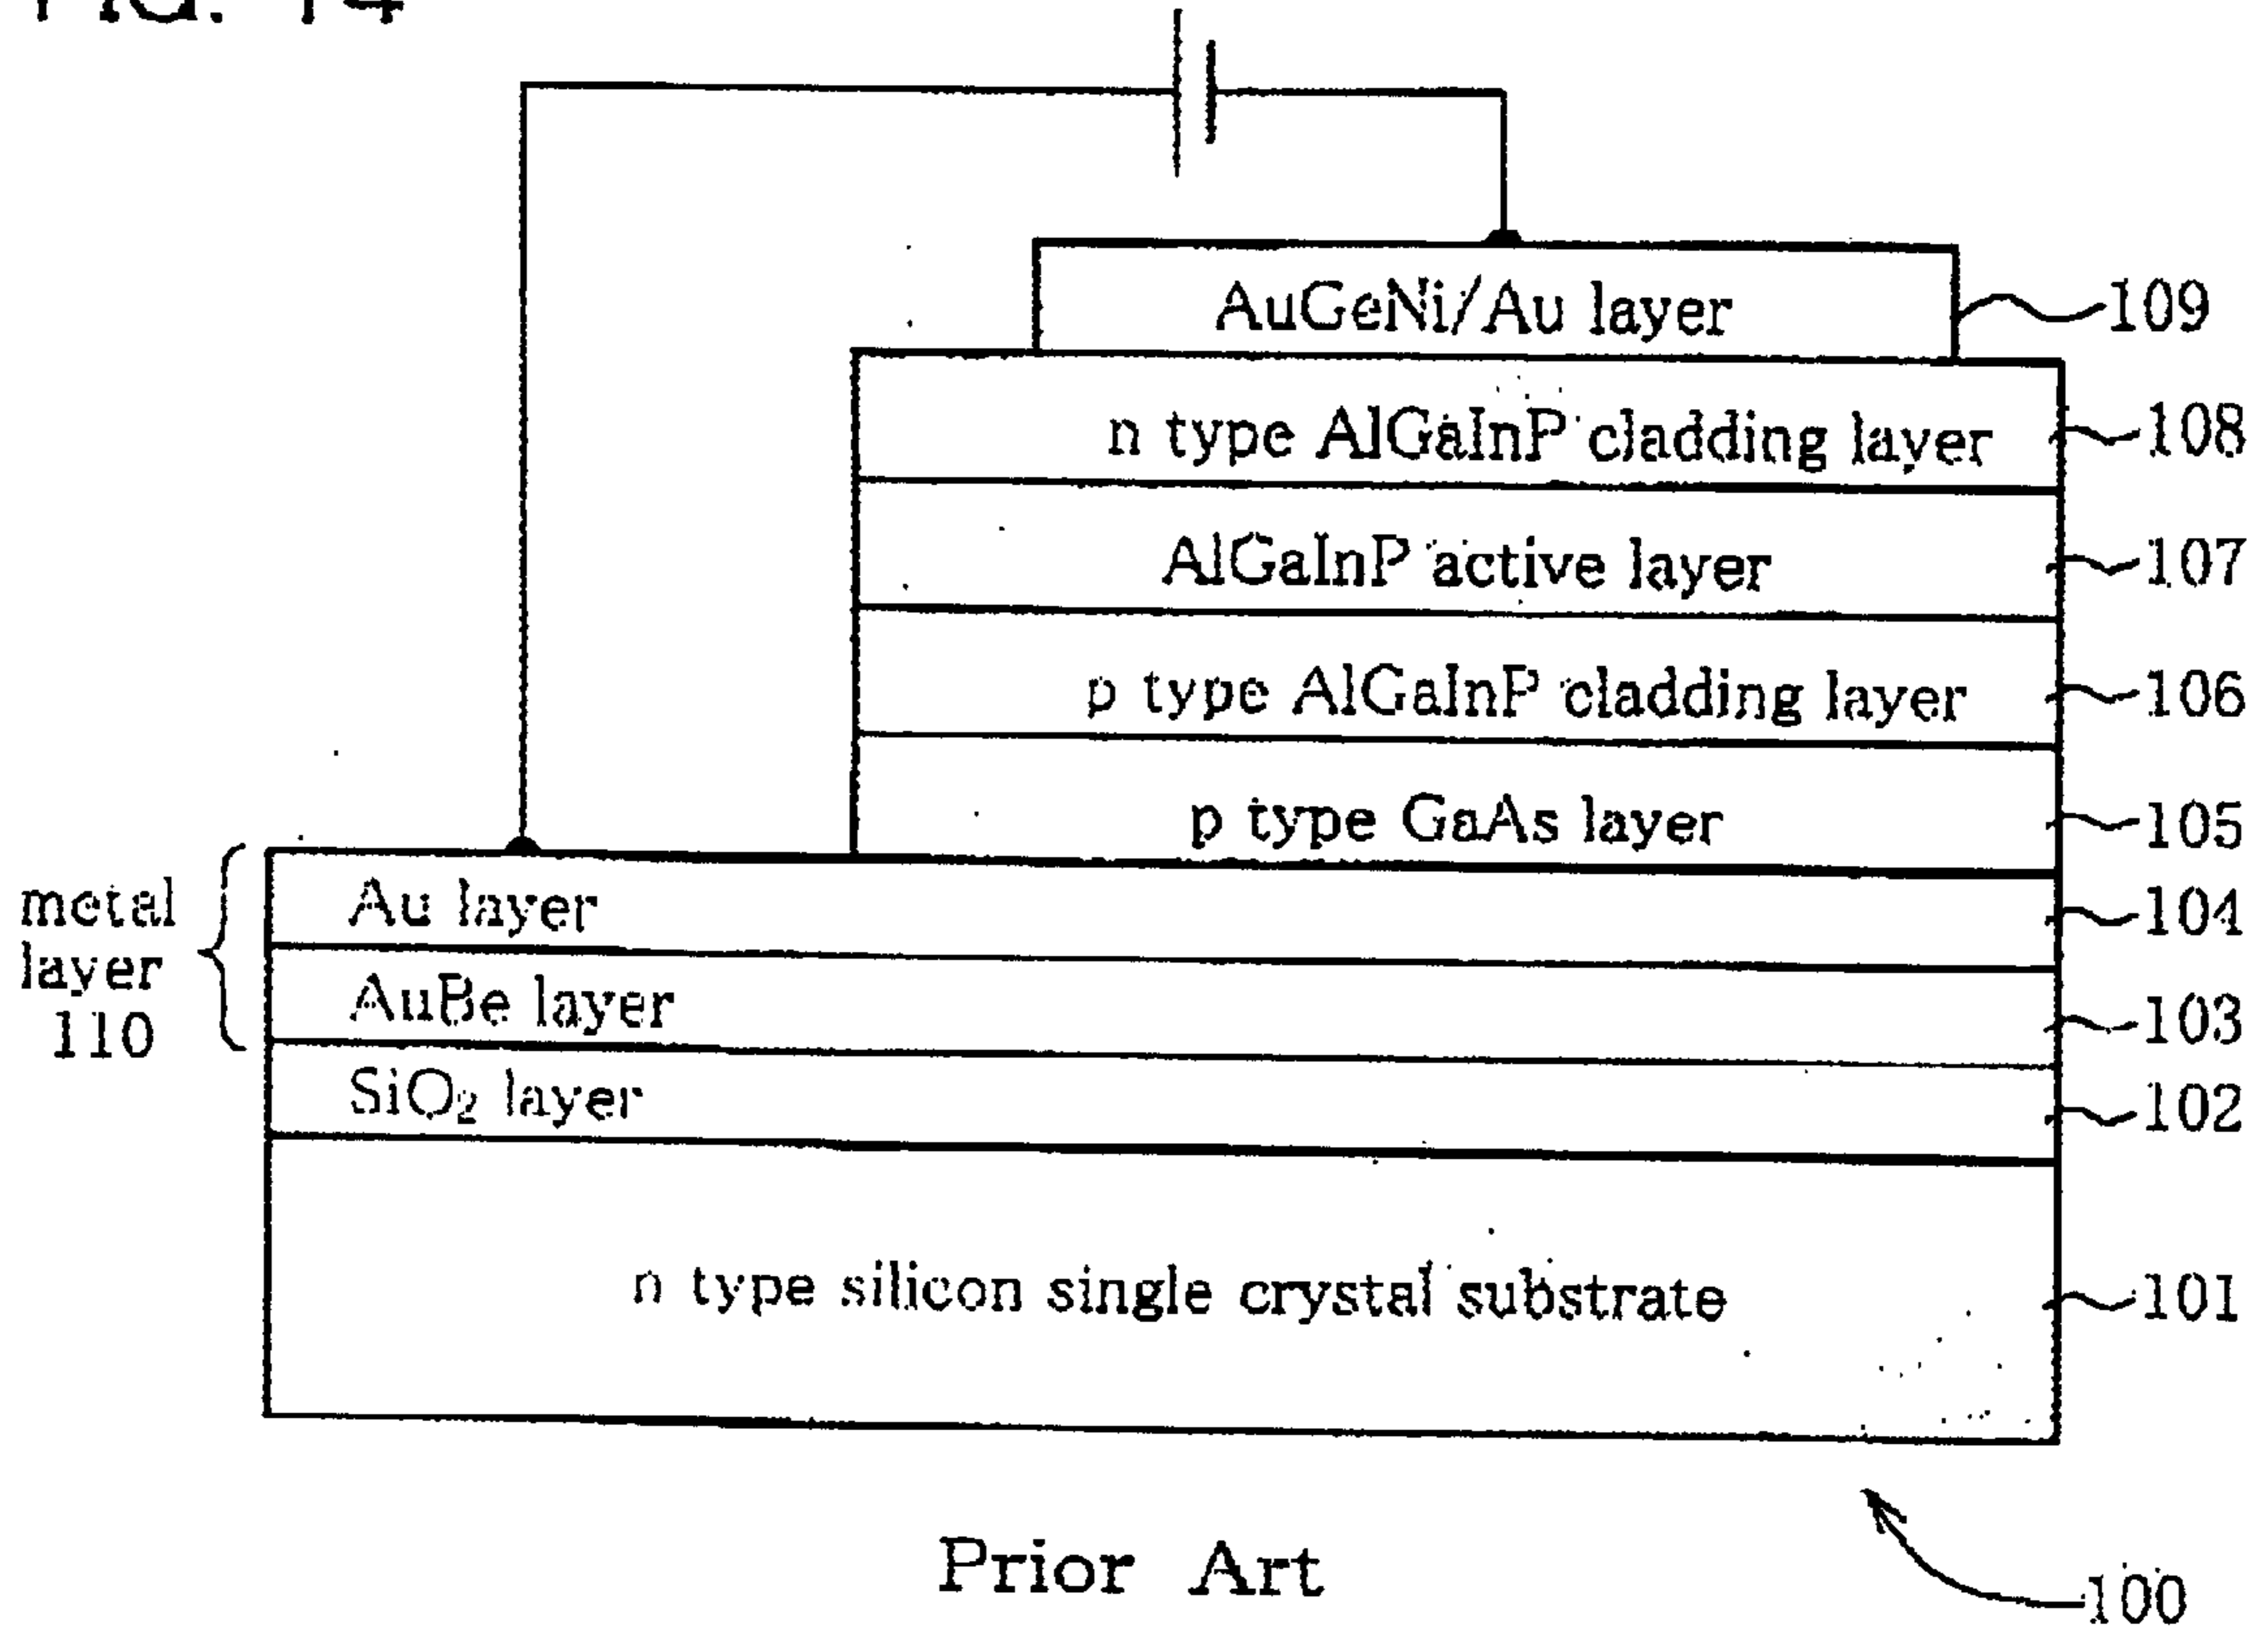 FIG. 14
AuGeNi/Au layer 109
n type AlGaInP cladding layer 108
AlGaInP active layer 107
p type AlGaInP cladding layer 106
p type GaAs layer 105
Au layer 104
metal layer 110
AuBe layer 103
SiO₂ layer 102
n type silicon single crystal substrate 101
Prior Art
100